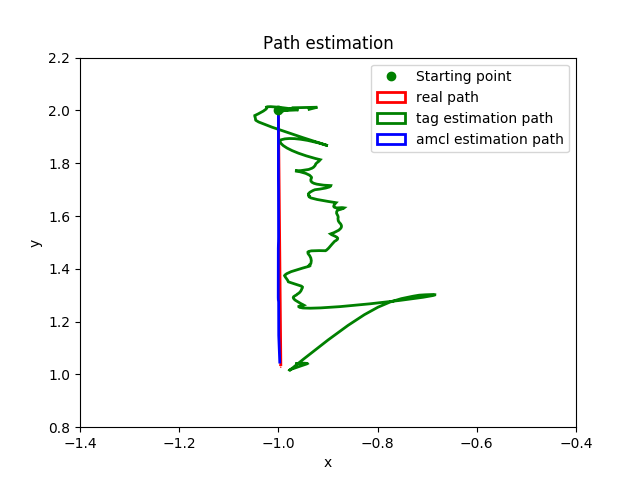 Path estimation
Starting point
real path
tag estimation path
amcl estimation path
2.2
2.0
1.8
1.6
1.4
1.2
1.0
0.8
y
−1.4 −1.2 −1.0 −0.8 −0.6 −0.4
x